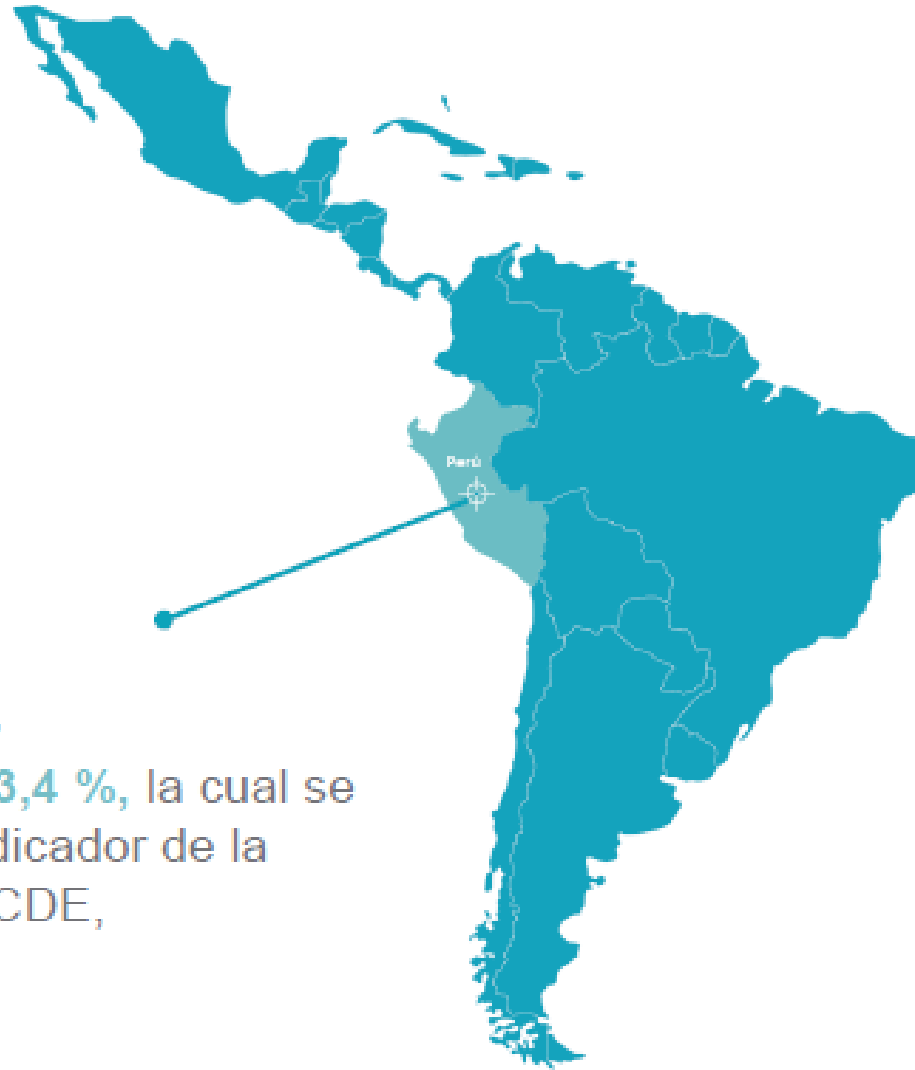 Perú
3,4 %, la cual se
dicador de la
CDE,